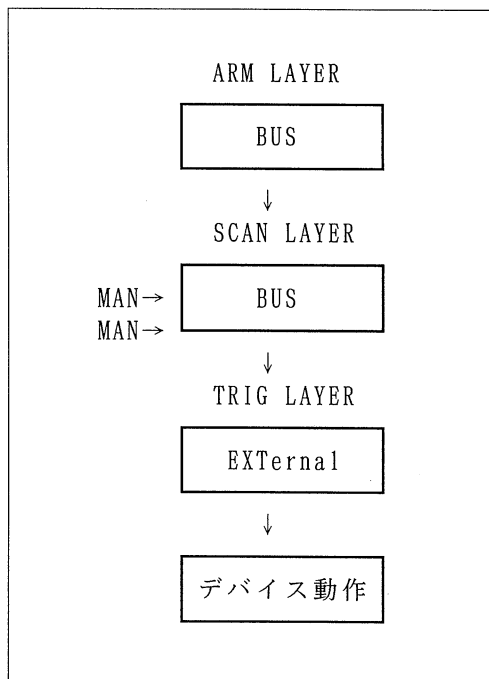 ARM LAYER
BUS
↓
SCAN LAYER
MAN→
BUS
MAN→
↓
TRIG LAYER
EXTernal
↓
デバイス動作